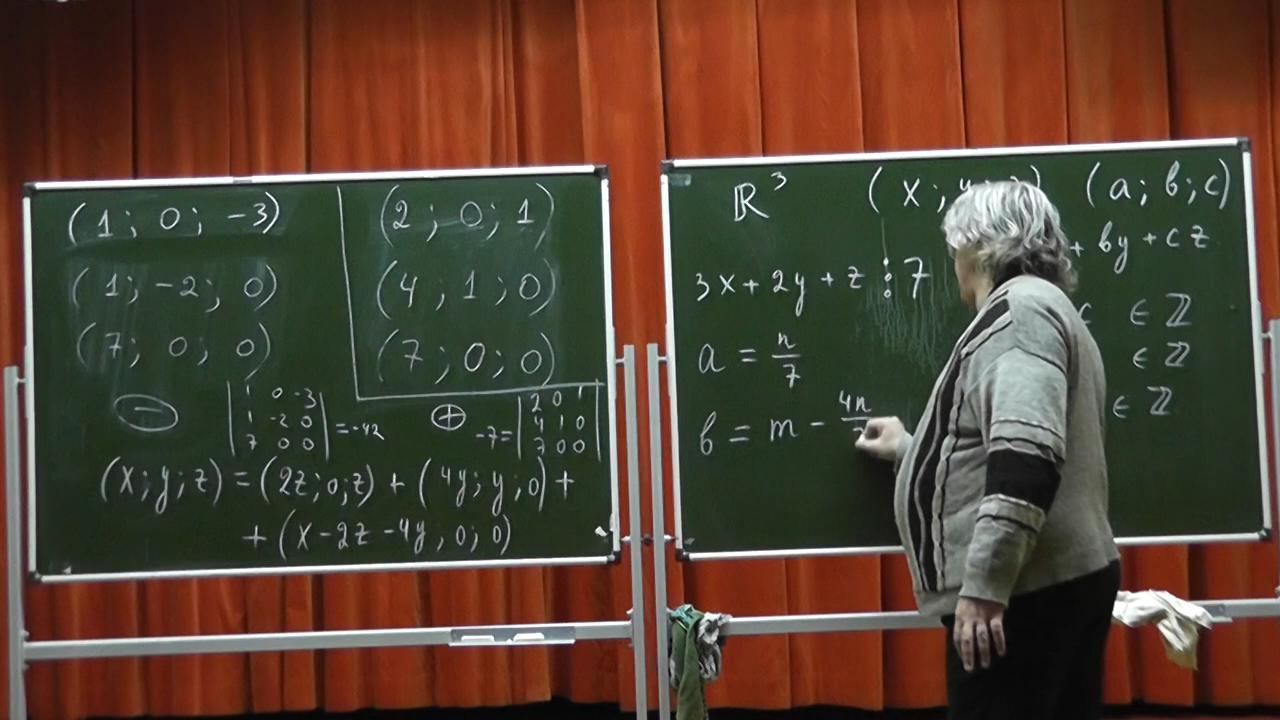 (1; 0; -3)
(1; -2; 0)
(7; 0; 0)
(2; 0; 1)
(4; 1; 0)
(7; 0; 0)
⊖
|1 0 -3|
|1 -2 0| = -42
|7 0 0|
⊕
|2 0 1|
-7 = |4 1 0|
|7 0 0|
(x; y; z) = (2z; 0; z) + (4y; y; 0) +
+ (x - 2z - 4y; 0; 0)
ℝ³ (x; (a; b; c)
+ by + cz
3x + 2y + z ⋮ 7
c ∈ ℤ
a = n/7
∈ ℤ
b = m - 4n
∈ ℤ